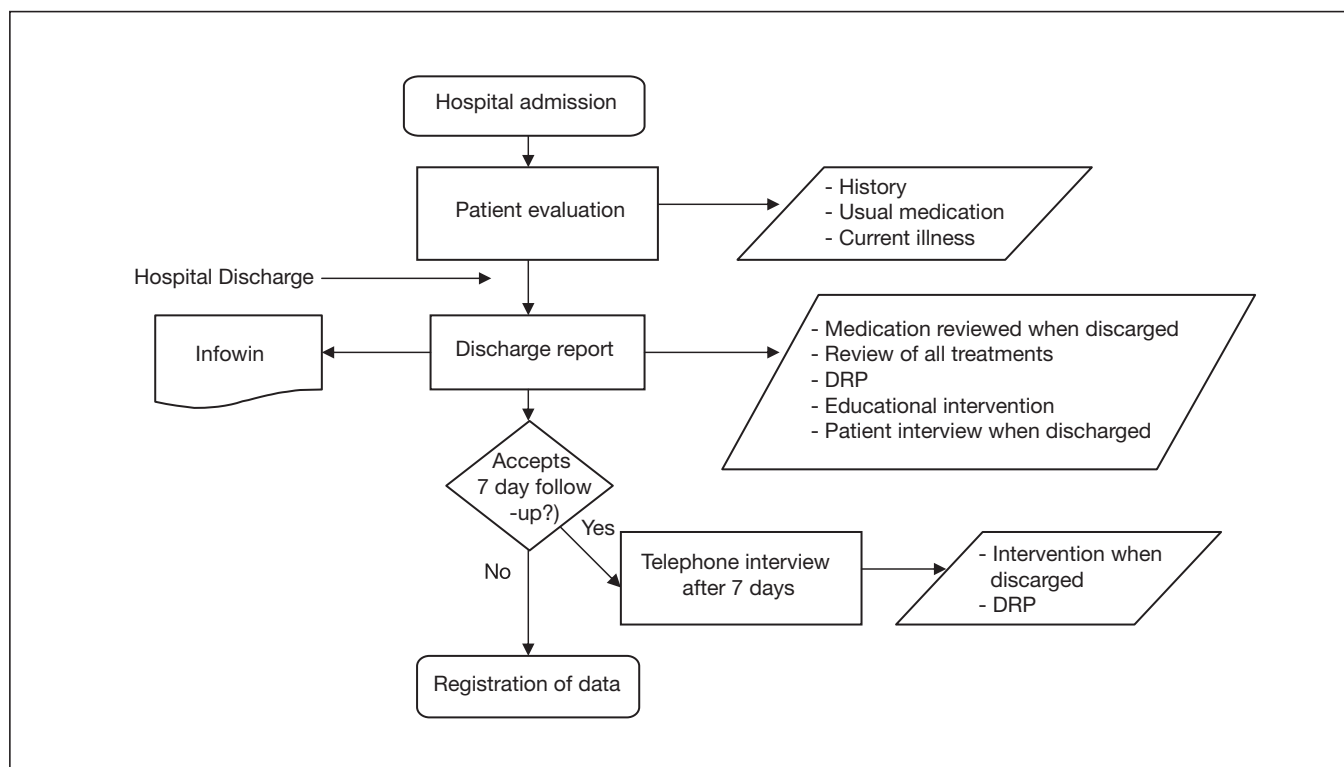 Hospital admission
Patient evaluation
- History
- Usual medication
- Current illness
Hospital Discharge
Infowin
Discharge report
- Medication reviewed when discarged
- Review of all treatments
- DRP
- Educational intervention
- Patient interview when discharged
Accepts
7 day follow
-up?)
Yes
No
Telephone interview
after 7 days
- Intervention when
discarged
- DRP
Registration of data